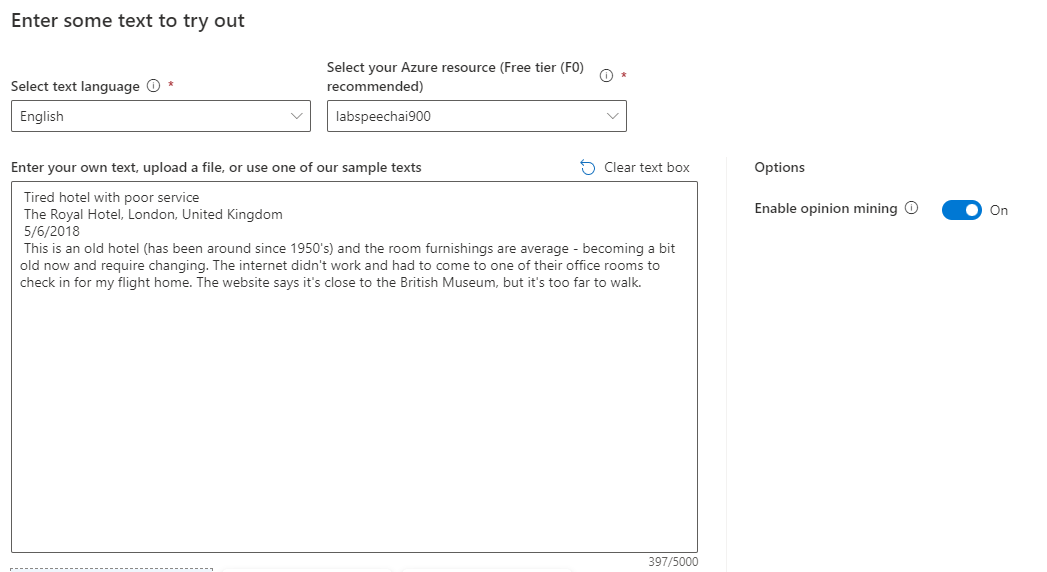 Enter some text to try out
Select text language
*
Select your Azure resource (Free tier (F0)
recommended)
*
English
labspeechai900
Enter your own text, upload a file, or use one of our sample texts
Clear text box
Tired hotel with poor service
The Royal Hotel, London, United Kingdom
5/6/2018
This is an old hotel (has been around since 1950's) and the room furnishings are average - becoming a bit
old now and require changing. The internet didn't work and had to come to one of their office rooms to
check in for my flight home. The website says it's close to the British Museum, but it's too far to walk.
397/5000
Options
Enable opinion mining
On